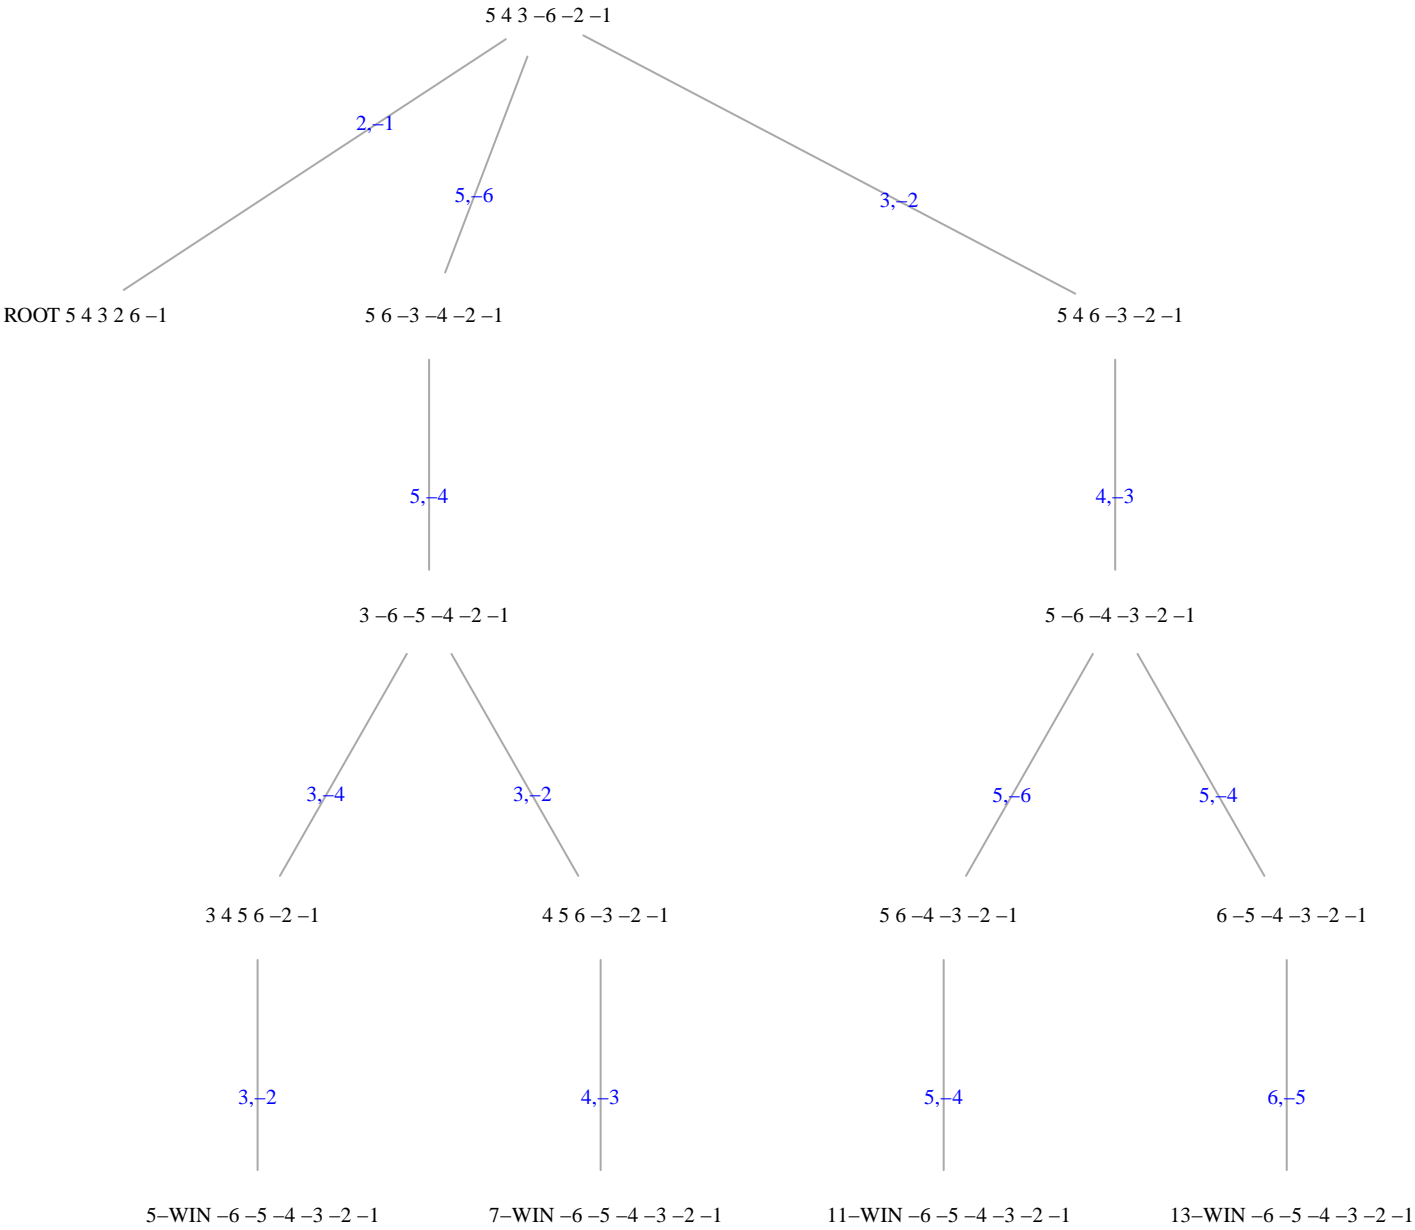 5 4 3 –6 –2 –1
2,–1
5,–6
3,–2
ROOT 5 4 3 2 6 –1
5 6 –3 –4 –2 –1
5 4 6 –3 –2 –1
5,–4
4,–3
3 –6 –5 –4 –2 –1
5 –6 –4 –3 –2 –1
3,–4
3,–2
5,–6
5,–4
3 4 5 6 –2 –1
4 5 6 –3 –2 –1
5 6 –4 –3 –2 –1
6 –5 –4 –3 –2 –1
3,–2
4,–3
5,–4
6,–5
5–WIN –6 –5 –4 –3 –2 –1
7–WIN –6 –5 –4 –3 –2 –1
11–WIN –6 –5 –4 –3 –2 –1
13–WIN –6 –5 –4 –3 –2 –1